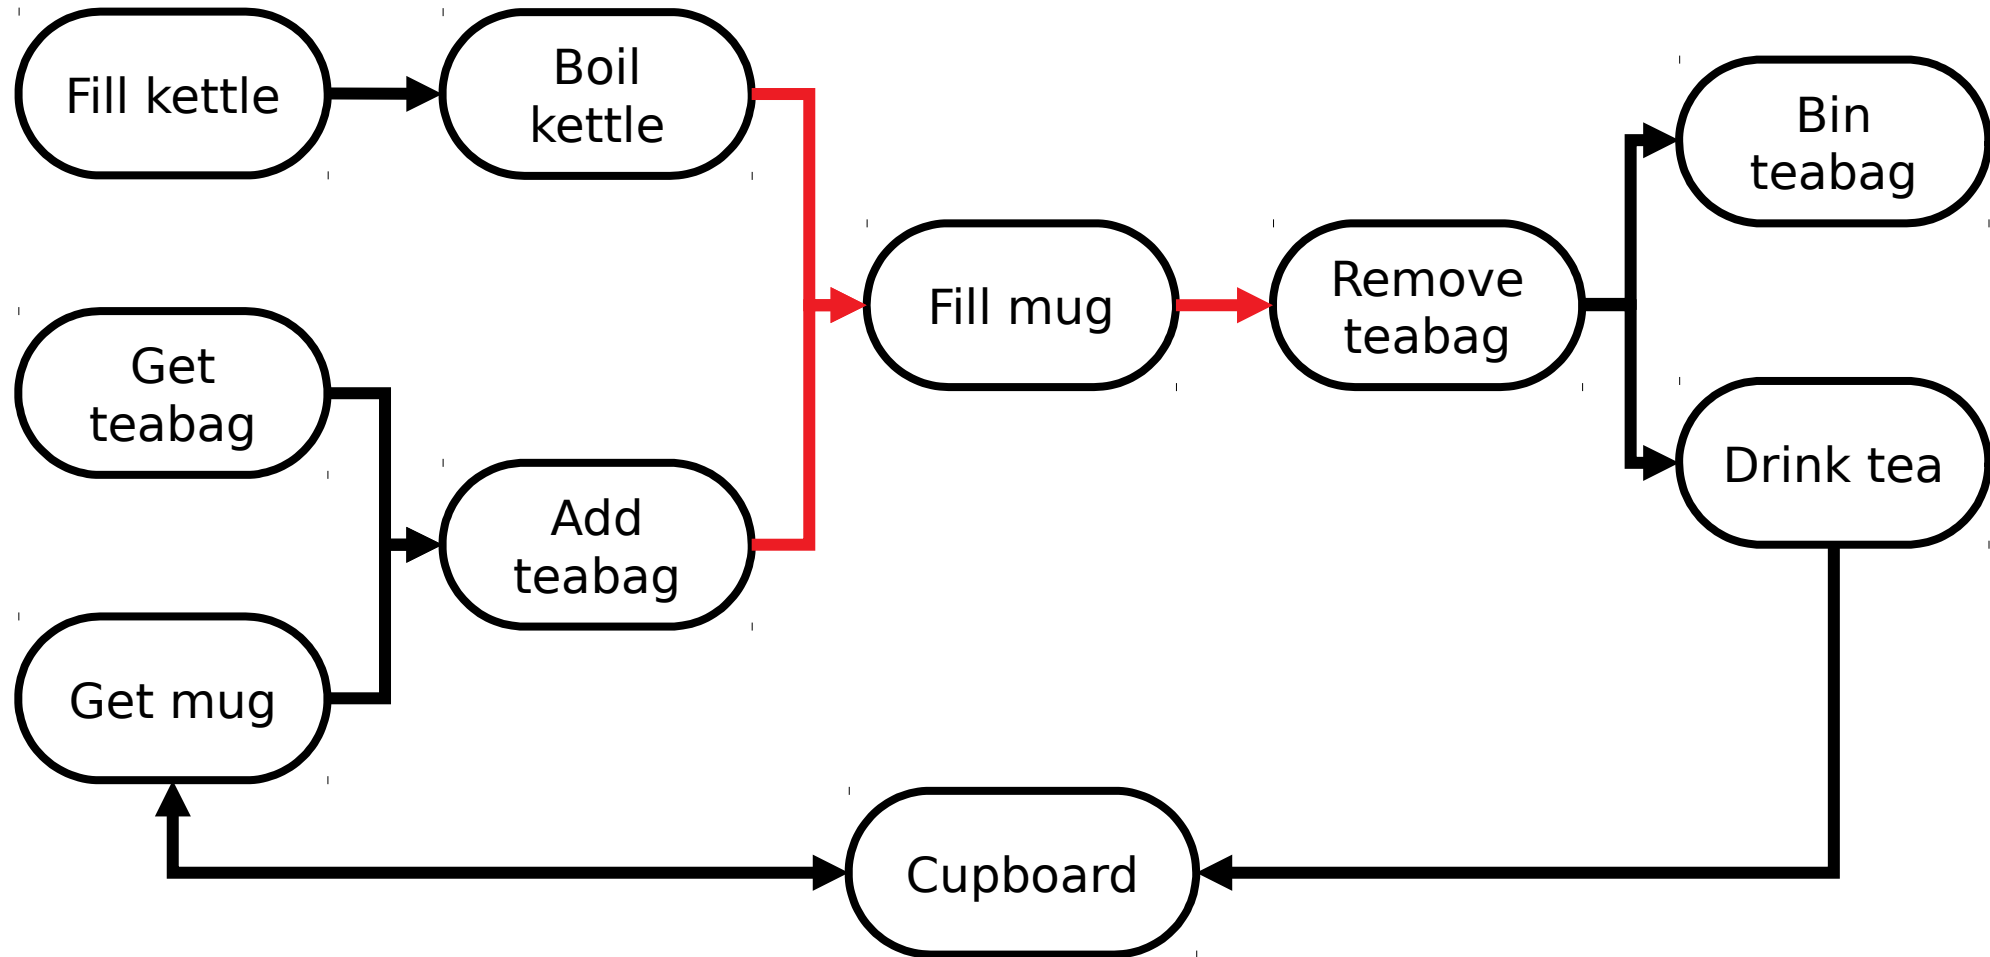 Fill kettle
Boil
kettle
Get
teabag
Add
teabag
Get mug
Fill mug
Remove
teabag
Bin
teabag
Drink tea
Cupboard